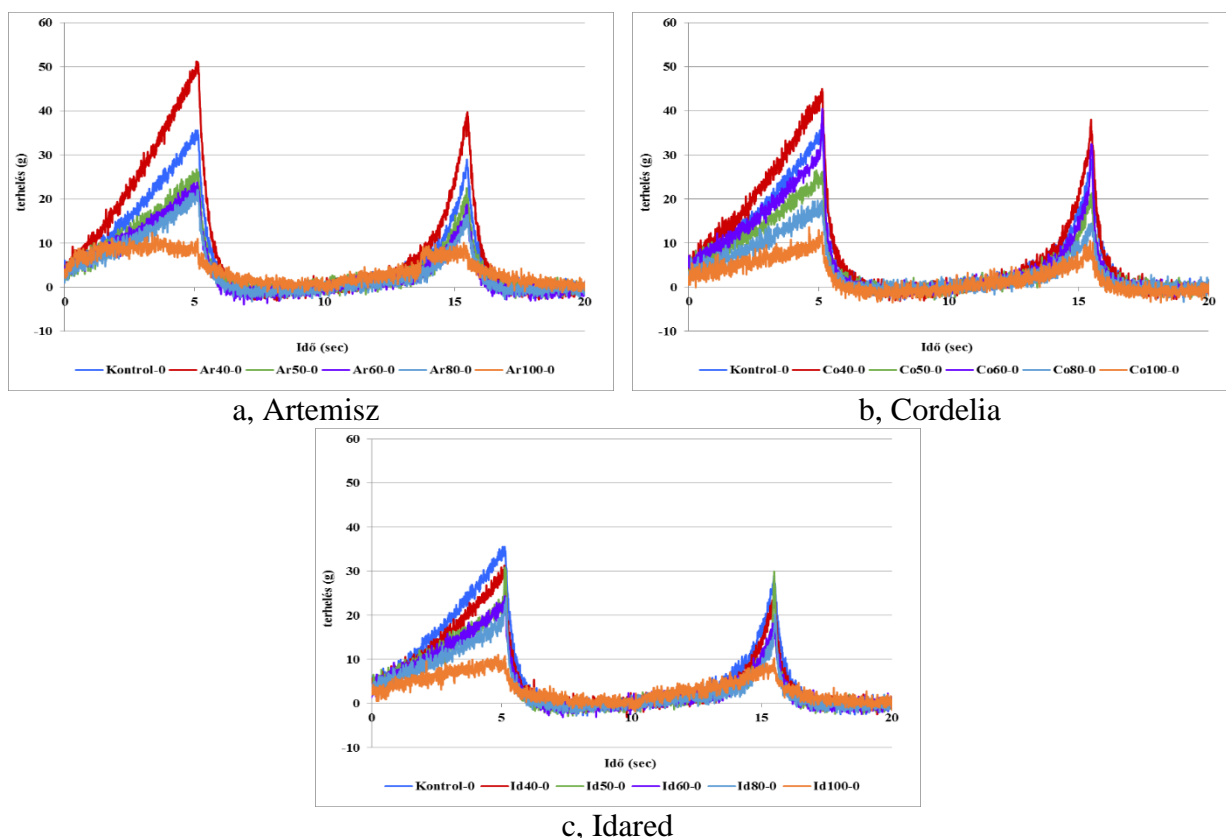 60
50
40
30
20
10
0
-10
terhelés (g)
0 5 10 15 20
Idő (sec)
Kontrol-0 Ar40-0 Ar50-0 Ar60-0 Ar80-0 Ar100-0
a, Artemisz
60
50
40
30
20
10
0
-10
terhelés (g)
0 5 10 15 20
Idő (sec)
Kontrol-0 Co40-0 Co50-0 Co60-0 Co80-0 Co100-0
b, Cordelia
60
50
40
30
20
10
0
-10
terhelés (g)
0 5 10 15 20
Idő (sec)
Kontrol-0 Id40-0 Id50-0 Id60-0 Id80-0 Id100-0
c, Idared